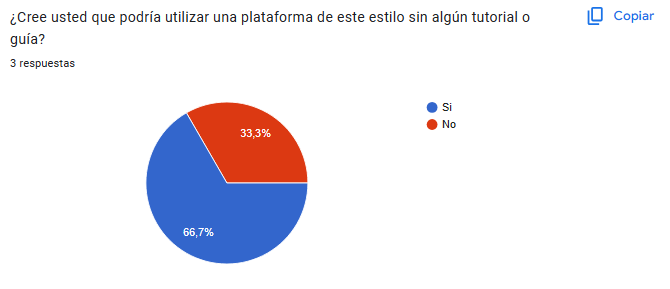 ¿Cree usted que podría utilizar una plataforma de este estilo sin algún tutorial o
guía?
Copiar
3 respuestas
Si
No
33,3%
66,7%